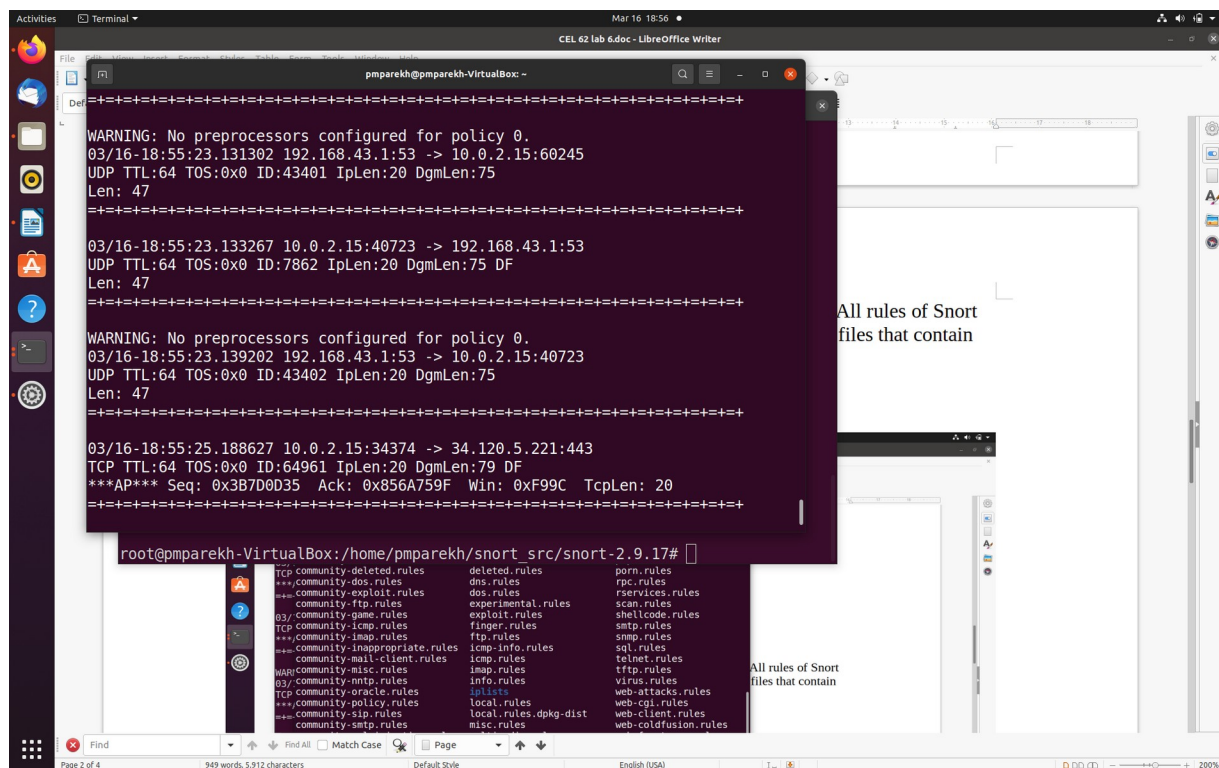 Activities
Terminal
Mar 16 18:56
CEL 62 lab 6.doc - LibreOffice Writer
File Edit View Insert Format Styles Table Form Tools Window Help
pmparekh@pmparekh-VirtualBox: ~
=+=+=+=+=+=+=+=+=+=+=+=+=+=+=+=+=+=+=+=+=+=+=+=+=+=+=+=+=+=+=+=+=+=+=+=+=+
WARNING: No preprocessors configured for policy 0.
03/16-18:55:23.131302 192.168.43.1:53 -> 10.0.2.15:60245
UDP TTL:64 TOS:0x0 ID:43401 IpLen:20 DgmLen:75
Len: 47
=+=+=+=+=+=+=+=+=+=+=+=+=+=+=+=+=+=+=+=+=+=+=+=+=+=+=+=+=+=+=+=+=+=+=+=+=+
03/16-18:55:23.133267 10.0.2.15:40723 -> 192.168.43.1:53
UDP TTL:64 TOS:0x0 ID:7862 IpLen:20 DgmLen:75 DF
Len: 47
=+=+=+=+=+=+=+=+=+=+=+=+=+=+=+=+=+=+=+=+=+=+=+=+=+=+=+=+=+=+=+=+=+=+=+=+=+
WARNING: No preprocessors configured for policy 0.
03/16-18:55:23.139202 192.168.43.1:53 -> 10.0.2.15:40723
UDP TTL:64 TOS:0x0 ID:43402 IpLen:20 DgmLen:75
Len: 47
=+=+=+=+=+=+=+=+=+=+=+=+=+=+=+=+=+=+=+=+=+=+=+=+=+=+=+=+=+=+=+=+=+=+=+=+=+
03/16-18:55:25.188627 10.0.2.15:34374 -> 34.120.5.221:443
TCP TTL:64 TOS:0x0 ID:64961 IpLen:20 DgmLen:79 DF
***AP*** Seq: 0x3B7D0D35 Ack: 0x856A759F Win: 0xF99C TcpLen: 20
=+=+=+=+=+=+=+=+=+=+=+=+=+=+=+=+=+=+=+=+=+=+=+=+=+=+=+=+=+=+=+=+=+=+=+=+=+
All rules of Snort
files that contain
root@pmparekh-VirtualBox:/home/pmparekh/snort_src/snort-2.9.17#
community-deleted.rules deleted.rules porn.rules
community-dos.rules dns.rules rpc.rules
community-exploit.rules dos.rules rservices.rules
community-ftp.rules experimental.rules scan.rules
community-game.rules exploit.rules shellcode.rules
community-icmp.rules finger.rules smtp.rules
community-imap.rules ftp.rules snmp.rules
community-inappropriate.rules icmp-info.rules sql.rules
community-mail-client.rules icmp.rules telnet.rules
community-misc.rules imap.rules tftp.rules
community-nntp.rules info.rules virus.rules
community-oracle.rules iplists web-attacks.rules
community-policy.rules local.rules web-cgi.rules
community-sip.rules local.rules.dpkg-dist web-client.rules
community-smtp.rules misc.rules web-coldfusion.rules
All rules of Snort
files that contain
Find
Find All
Match Case
Page
Page 2 of 4
949 words, 5,912 characters
Default Style
English (USA)
200%